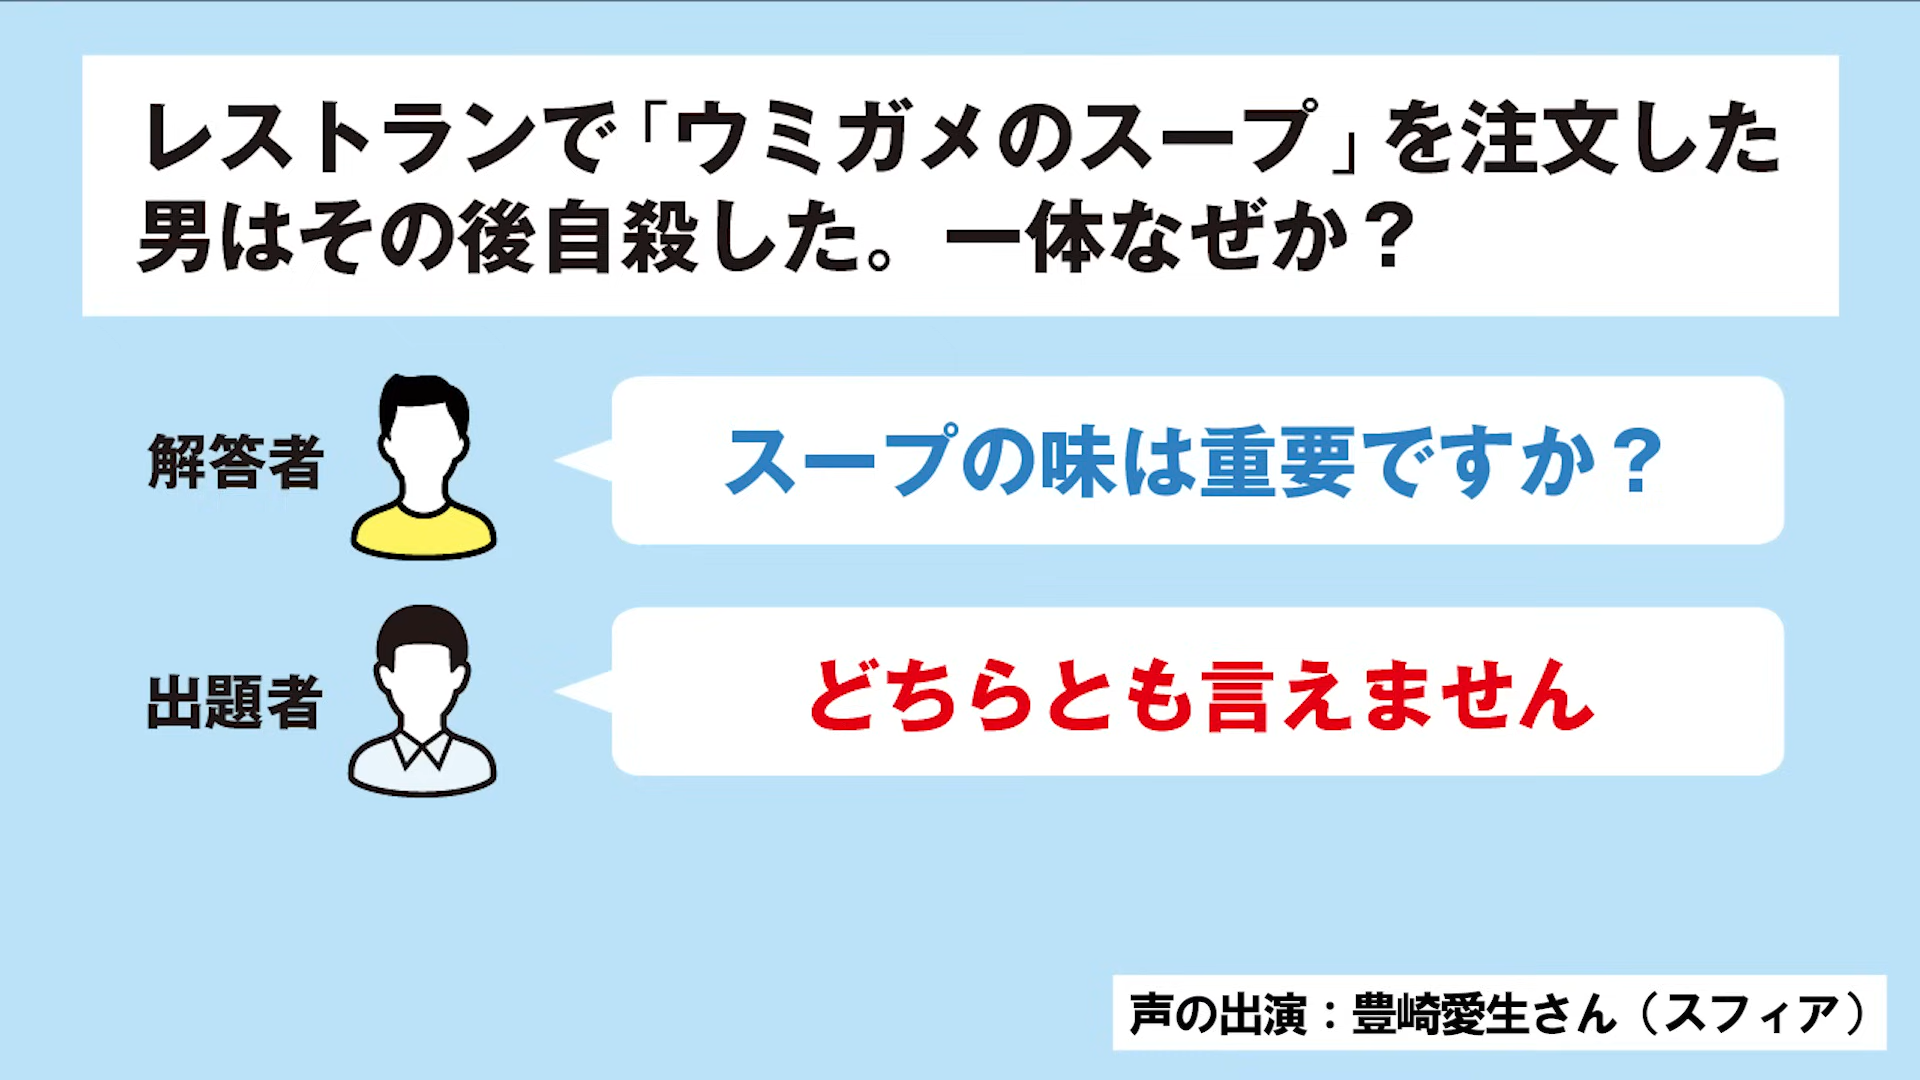 レストランで「ウミガメのスープ」を注文した
男はその後自殺した。一体なぜか？
解答者
スープの味は重要ですか？
出題者
どちらとも言えません
声の出演：豊崎愛生さん（スフィア）